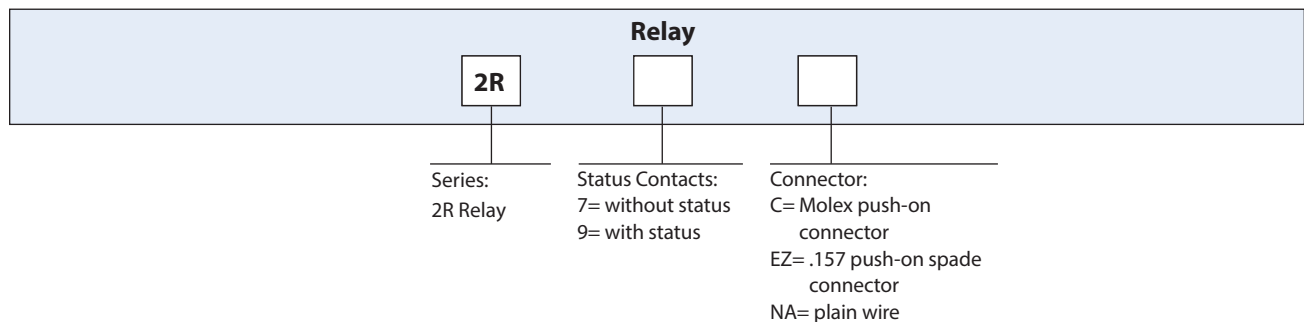 Relay
2R
Series:
2R Relay
Status Contacts:
7= without status
9= with status
Connector:
C= Molex push-on
connector
EZ= .157 push-on spade
connector
NA= plain wire